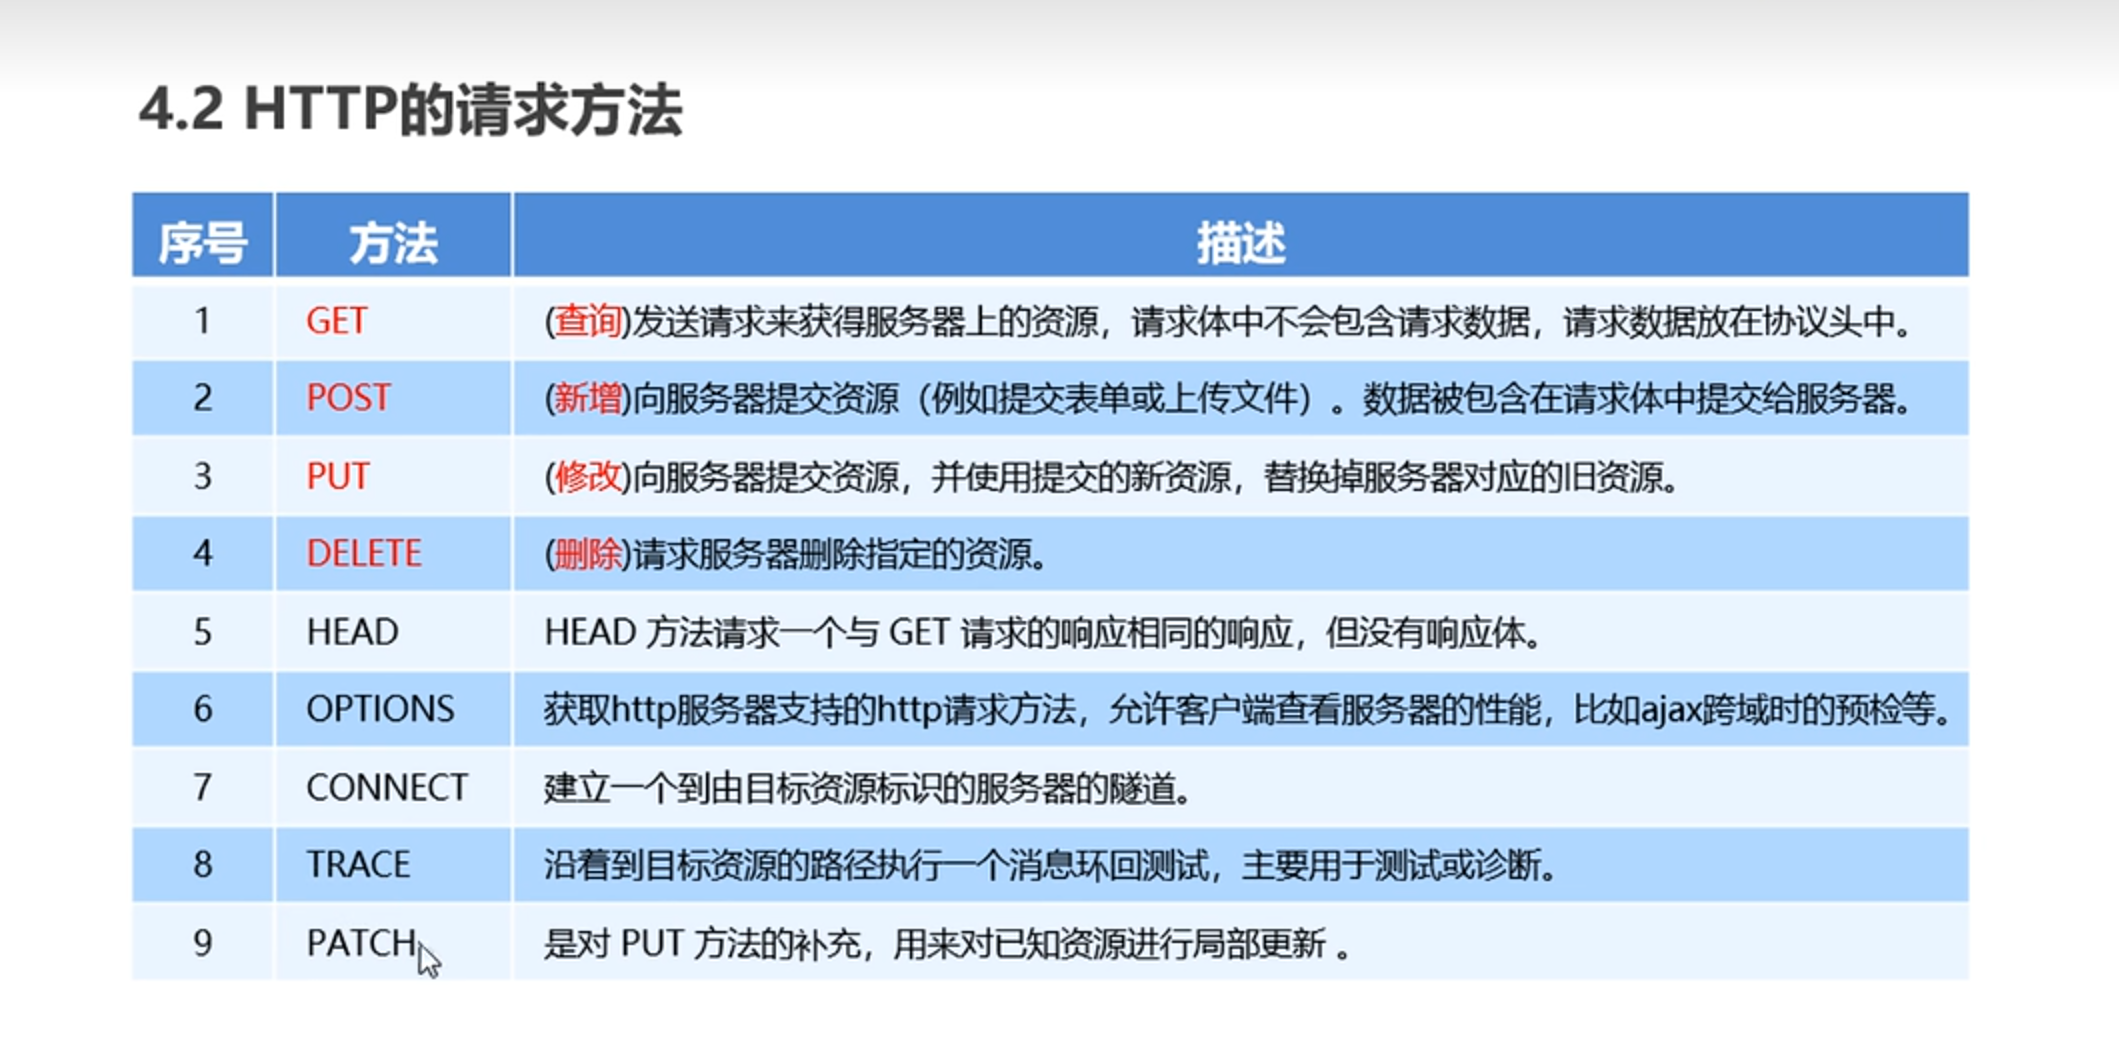 4.2 HTTP的请求方法
序号 方法 描述
1 GET (查询)发送请求来获得服务器上的资源，请求体中不会包含请求数据，请求数据放在协议头中。
2 POST (新增)向服务器提交资源（例如提交表单或上传文件）。数据被包含在请求体中提交给服务器。
3 PUT (修改)向服务器提交资源，并使用提交的新资源，替换掉服务器对应的旧资源。
4 DELETE (删除)请求服务器删除指定的资源。
5 HEAD HEAD 方法请求一个与 GET 请求的响应相同的响应，但没有响应体。
6 OPTIONS 获取http服务器支持的http请求方法，允许客户端查看服务器的性能，比如ajax跨域时的预检等。
7 CONNECT 建立一个到由目标资源标识的服务器的隧道。
8 TRACE 沿着到目标资源的路径执行一个消息环回测试，主要用于测试或诊断。
9 PATCH 是对 PUT 方法的补充，用来对已知资源进行局部更新 。